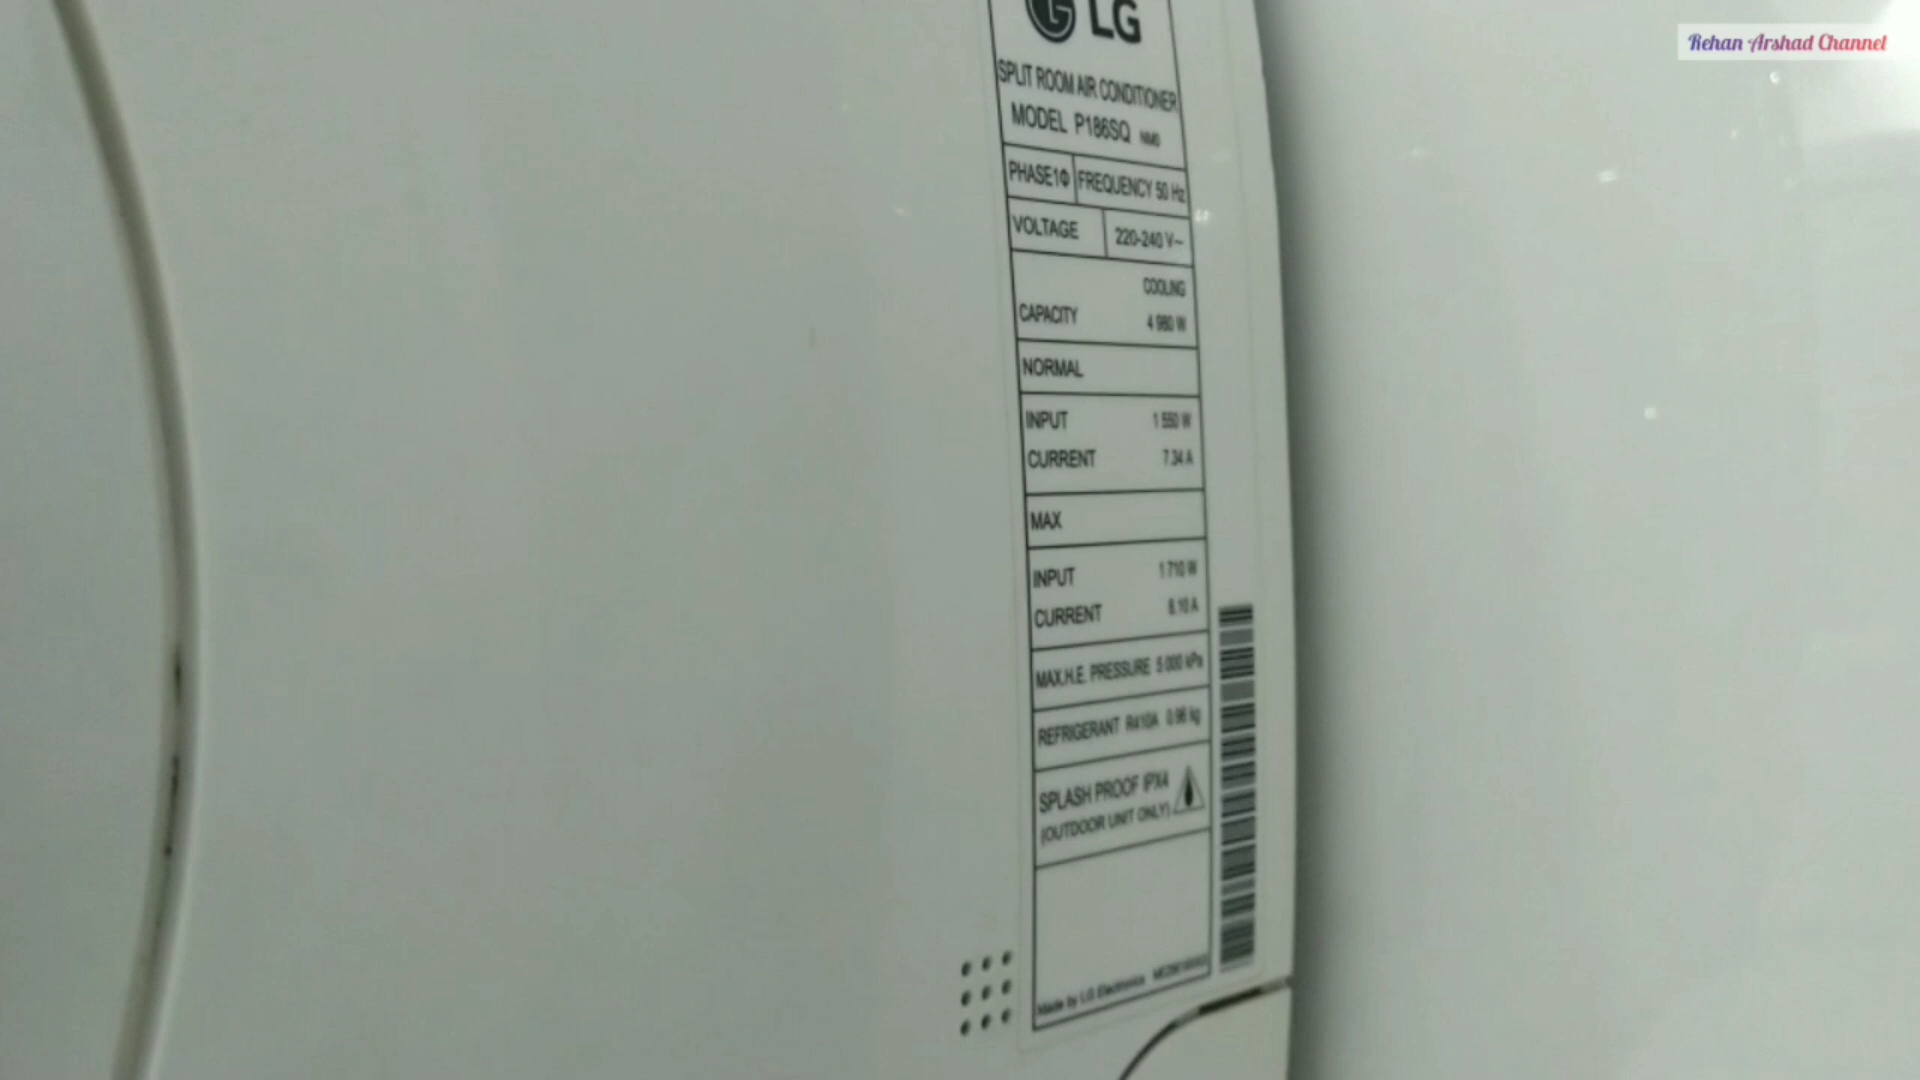 Rehan Arshad Channel
LG
SPLIT ROOM AIR CONDITIONER
MODEL P186SQ NM0
PHASE1Φ FREQUENCY 50 Hz
VOLTAGE 220-240 V~
COOLING
CAPACITY 4 980 W
NORMAL
INPUT 1 550 W
CURRENT 7.34 A
MAX
INPUT 1 710 W
CURRENT 8.10 A
MAX.H.E. PRESSURE 5 000 kPa
REFRIGERANT R410A 0.96 kg
SPLASH PROOF IPX4
(OUTDOOR UNIT ONLY)
Made by LG Electronics